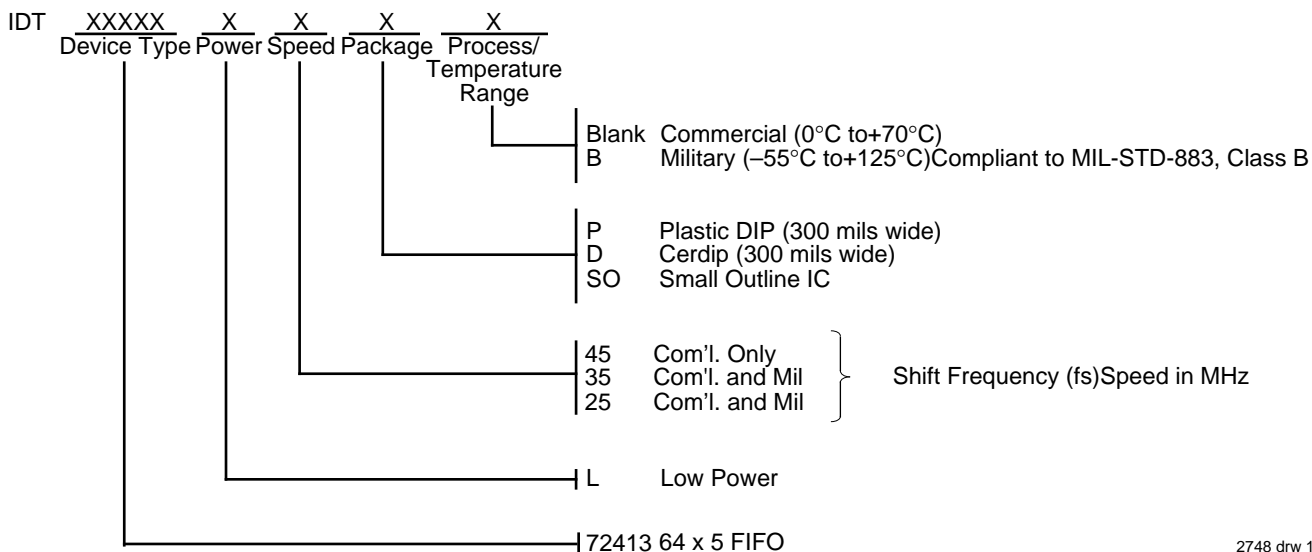 IDT XXXXX X X X X
Device Type Power Speed Package Process/
Temperature
Range
Blank Commercial (0°C to+70°C)
B Military (–55°C to+125°C)Compliant to MIL-STD-883, Class B
P Plastic DIP (300 mils wide)
D Cerdip (300 mils wide)
SO Small Outline IC
45 Com’l. Only
35 Com'l. and Mil Shift Frequency (fs)Speed in MHz
25 Com’l. and Mil
L Low Power
72413 64 x 5 FIFO
2748 drw 1